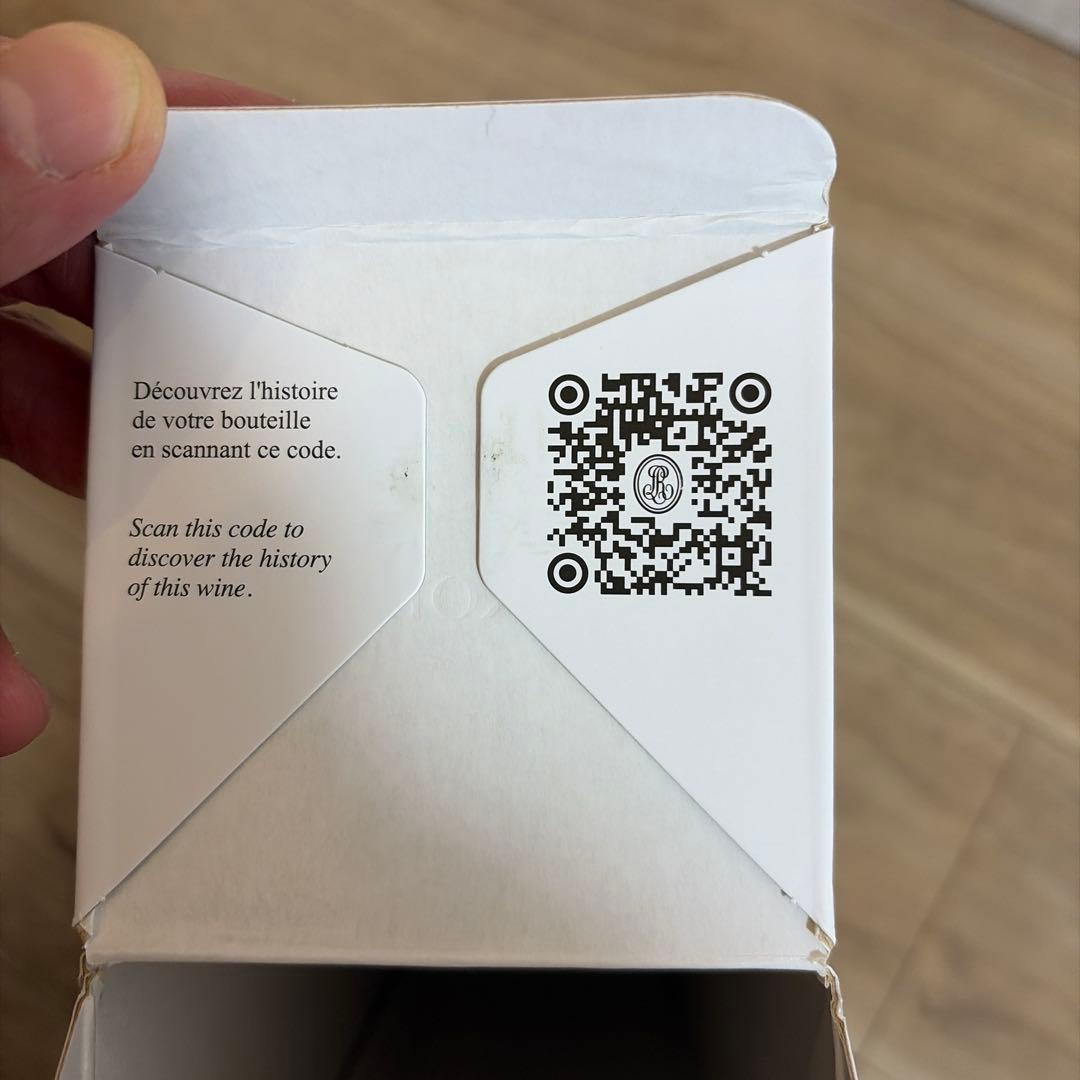 Découvrez l'histoire
de votre bouteille
en scannant ce code.
Scan this code to
discover the history
of this wine.